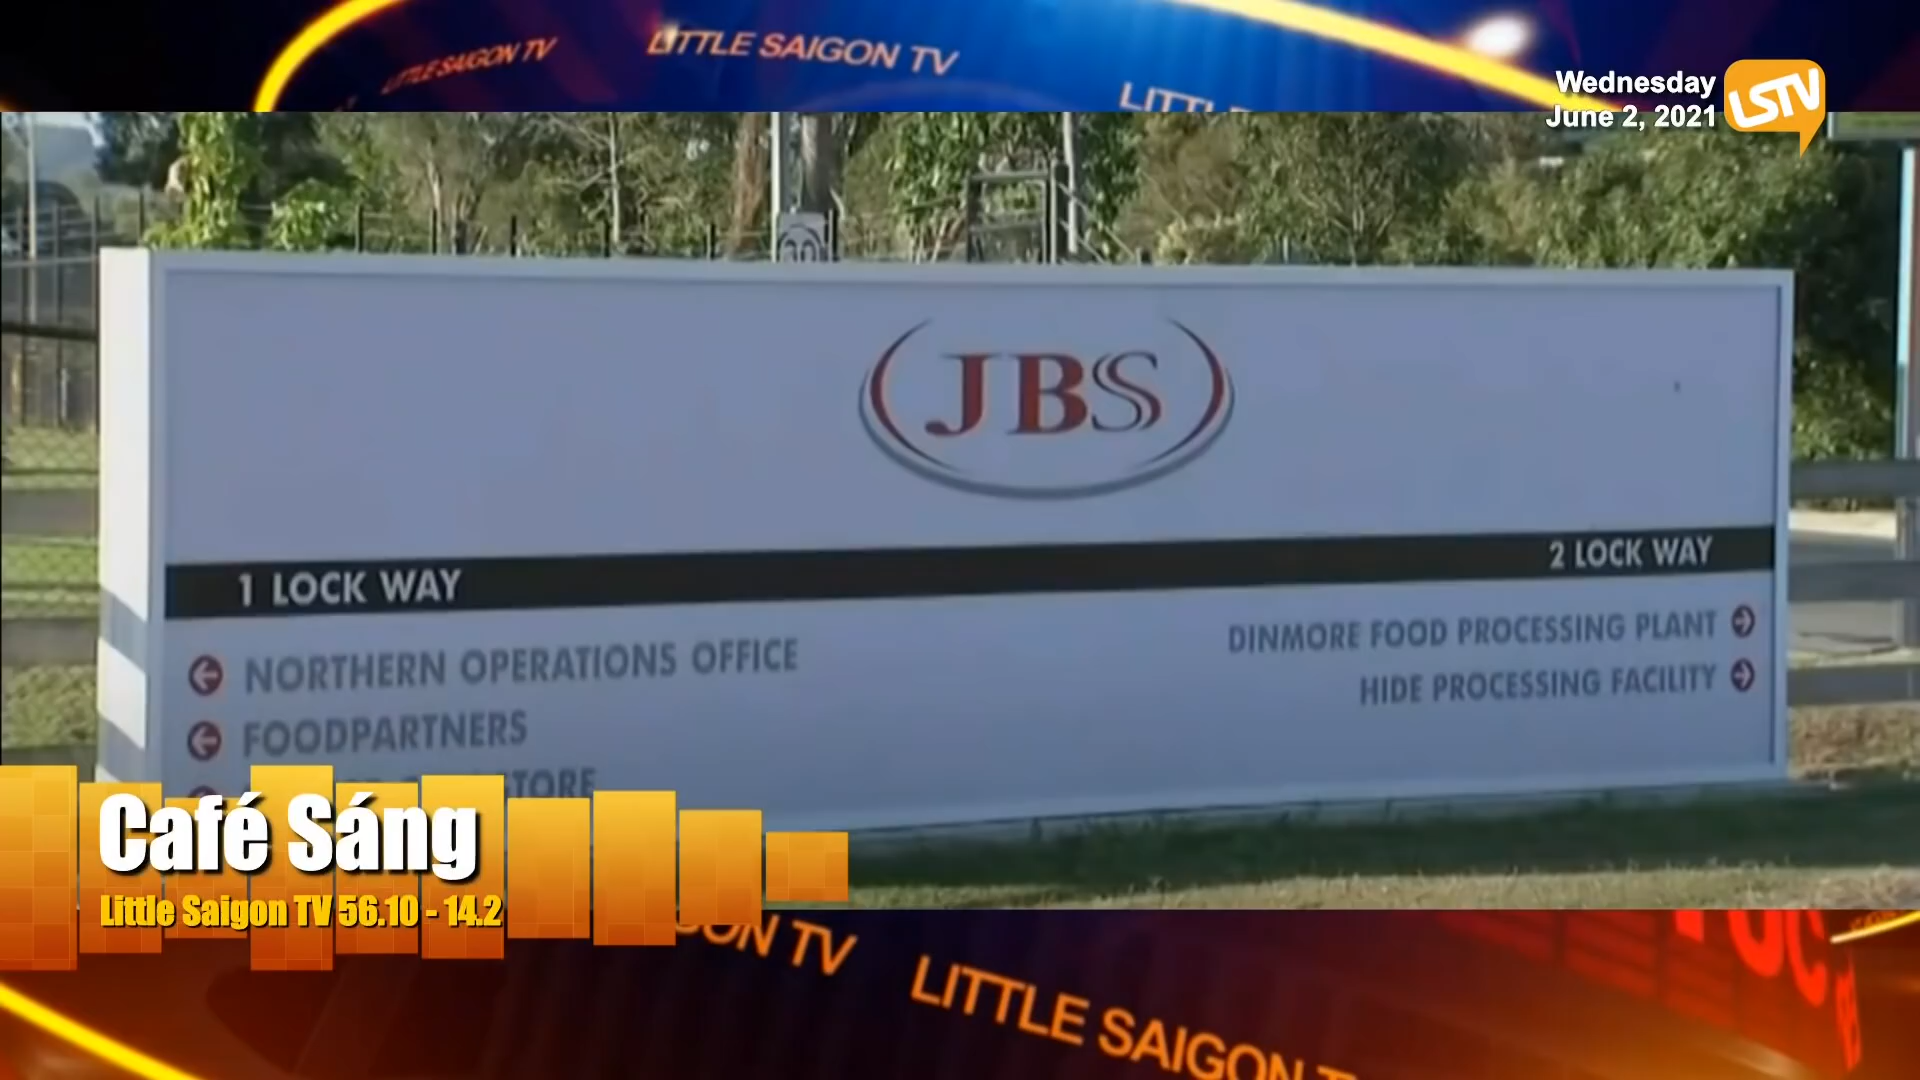 LITTLE SAIGON TV
LITTLE SAIGON TV
Wednesday
June 2, 2021
LSTV
JBS
1 LOCK WAY
2 LOCK WAY
NORTHERN OPERATIONS OFFICE
FOODPARTNERS
DINMORE FOOD PROCESSING PLANT
HIDE PROCESSING FACILITY
Café Sáng
Little Saigon TV 56.10 - 14.2
TV
LITTLE SAIGON